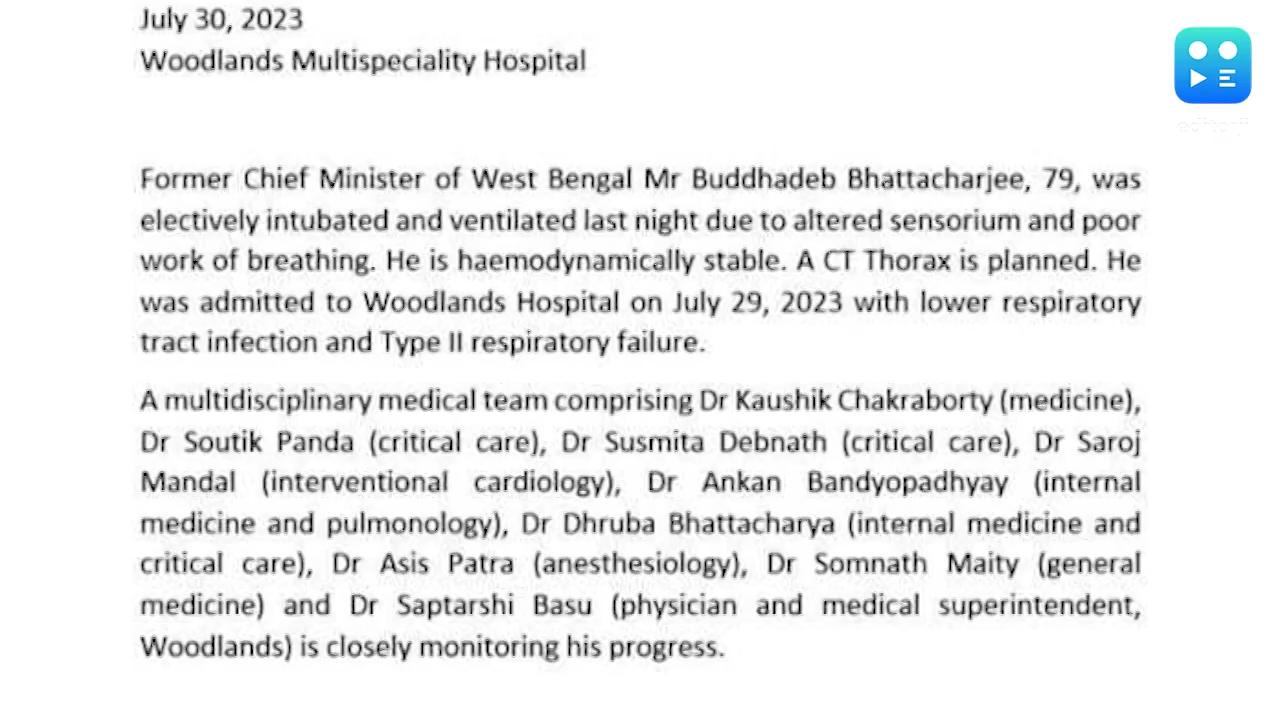 July 30, 2023
Woodlands Multispeciality Hospital
Former Chief Minister of West Bengal Mr Buddhadeb Bhattacharjee, 79, was
electively intubated and ventilated last night due to altered sensorium and poor
work of breathing. He is haemodynamically stable. A CT Thorax is planned. He
was admitted to Woodlands Hospital on July 29, 2023 with lower respiratory
tract infection and Type II respiratory failure.
A multidisciplinary medical team comprising Dr Kaushik Chakraborty (medicine),
Dr Soutik Panda (critical care), Dr Susmita Debnath (critical care), Dr Saroj
Mandal (interventional cardiology), Dr Ankan Bandyopadhyay (internal
medicine and pulmonology), Dr Dhruba Bhattacharya (internal medicine and
critical care), Dr Asis Patra (anesthesiology), Dr Somnath Maity (general
medicine) and Dr Saptarshi Basu (physician and medical superintendent,
Woodlands) is closely monitoring his progress.
editorji